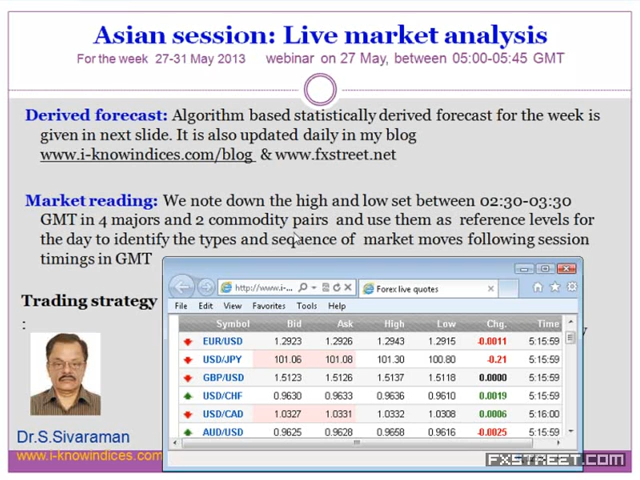 Asian session: Live market analysis
For the week 27-31 May 2013 webinar on 27 May, between 05:00-05:45 GMT
Derived forecast: Algorithm based statistically derived forecast for the week is
given in next slide. It is also updated daily in my blog
www.i-knowindices.com/blog & www.fxstreet.net
Market reading: We note down the high and low set between 02:30-03:30
GMT in 4 majors and 2 commodity pairs and use them as reference levels for
the day to identify the types and sequence of market moves following session
timings in GMT
Trading strategy
:
http://www.i-... Forex live quotes
File Edit View Favorites Tools Help
Symbol Bid Ask High Low Chg. Time
EUR/USD 1.2923 1.2926 1.2943 1.2915 -0.0011 5:15:59
USD/JPY 101.06 101.08 101.30 100.80 -0.21 5:15:59
GBP/USD 1.5123 1.5126 1.5137 1.5118 0.0000 5:15:59
USD/CHF 0.9630 0.9633 0.9636 0.9610 0.0019 5:15:59
USD/CAD 1.0327 1.0331 1.0332 1.0308 0.0006 5:16:00
AUD/USD 0.9625 0.9628 0.9658 0.9616 -0.0025 5:15:59
Dr.S.Sivaraman
www.i-knowindices.com
FXSTREET.COM